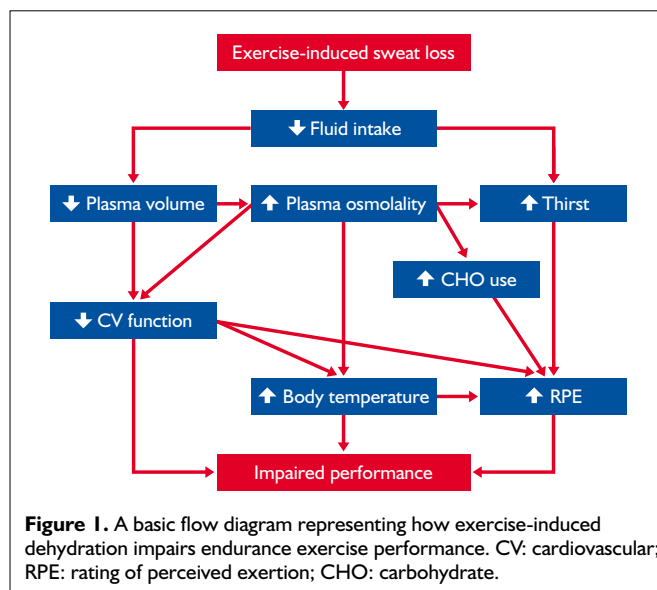 Exercise-induced sweat loss
Fluid intake
Plasma volume
Plasma osmolality
Thirst
CHO use
CV function
Body temperature
RPE
Impaired performance
Figure 1. A basic flow diagram representing how exercise-induced
dehydration impairs endurance exercise performance. CV: cardiovascular;
RPE: rating of perceived exertion; CHO: carbohydrate.